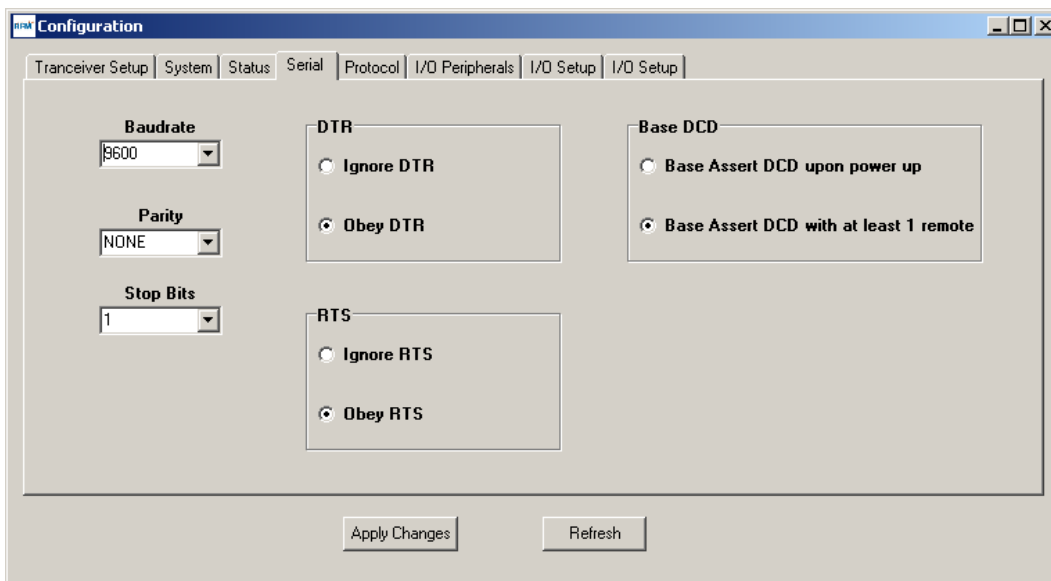 RFM Configuration
Tranceiver Setup System Status Serial Protocol I/O Peripherals I/O Setup I/O Setup
Baudrate
9600
Parity
NONE
Stop Bits
1
DTR
Ignore DTR
Obey DTR
RTS
Ignore RTS
Obey RTS
Base DCD
Base Assert DCD upon power up
Base Assert DCD with at least 1 remote
Apply Changes Refresh